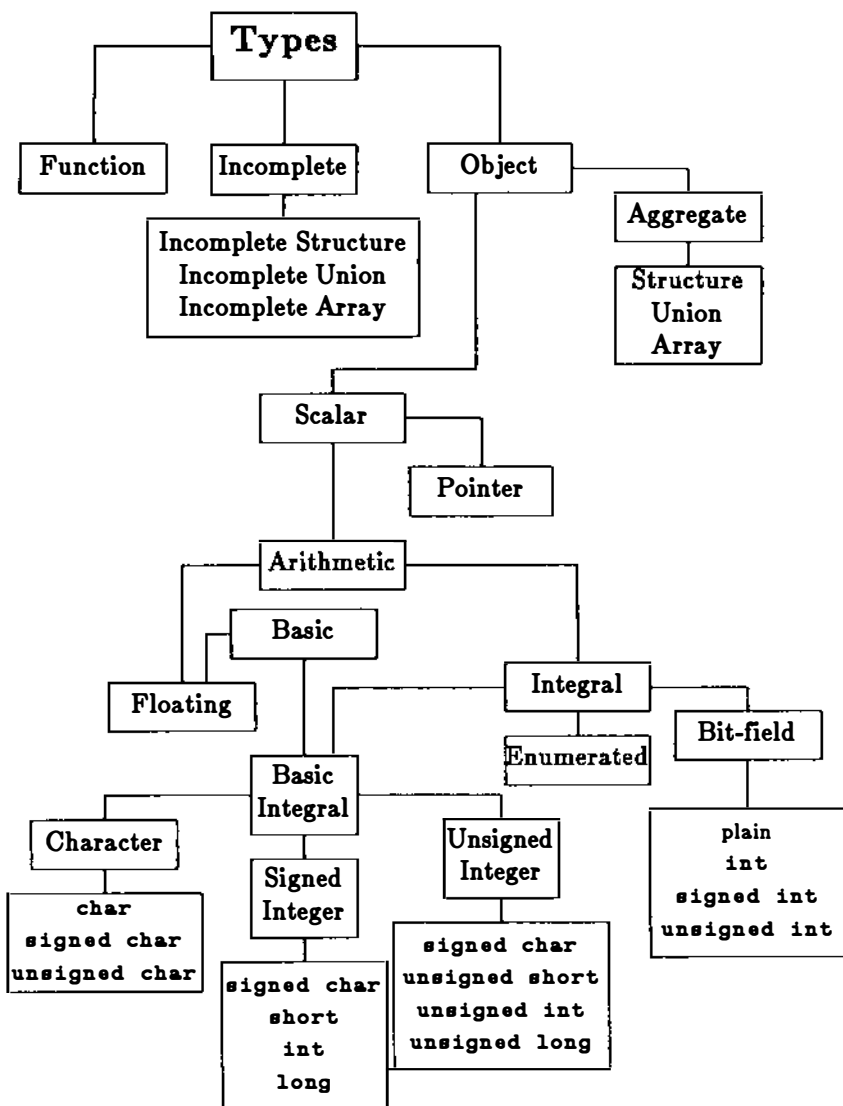 Types
Function
Incomplete
Object
Aggregate
Incomplete Structure
Incomplete Union
Incomplete Array
Structure
Union
Array
Scalar
Pointer
Arithmetic
Basic
Floating
Integral
Enumerated
Bit-field
Basic
Integral
Character
Signed
Integer
Unsigned
Integer
plain
int
signed int
unsigned int
char
signed char
unsigned char
signed char
short
int
long
signed char
unsigned short
unsigned int
unsigned long